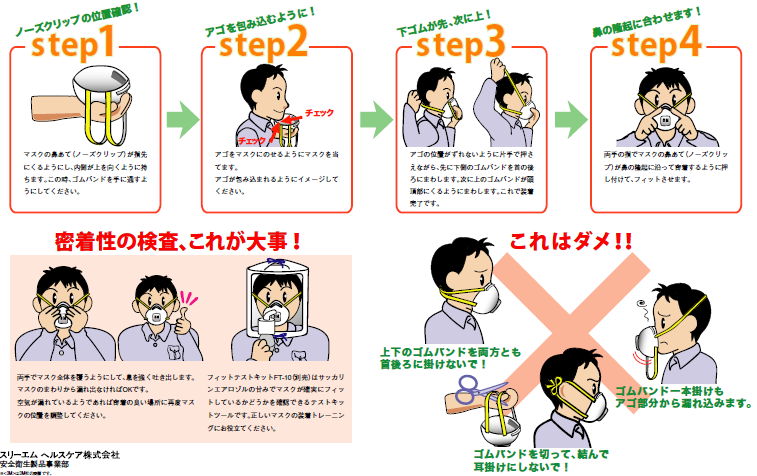 ノーズクリップの位置確認！
step1
マスクの鼻あて（ノーズクリップ）が指先
にくるようにし、内側が上を向くように持
ちます。この時、ゴムバンドを手に通すよ
うにしてください。
アゴを包み込むように！
step2
チェック
チェック
アゴをマスクにのせるようにマスクを当
てます。
アゴが包み込まれるようにイメージして
ください。
下ゴムが先、次に上！
step3
アゴの位置がずれないように片手で押さ
えながら、先に下側のゴムバンドを首の後
ろにまわします。次に上のゴムバンドが頭
頂部にくるようにまわします。これで装着
完了です。
鼻の隆起に合わせます！
step4
両手の指でマスクの鼻あて（ノーズクリッ
プ）が鼻の隆起に沿って密着するように押
し付けて、フィットさせます。
密着性の検査、これが大事！
両手でマスク全体を覆うようにして、息を強く吐き出します。
マスクのまわりから漏れ出なければOKです。
空気が漏れているようであれば密着の良い場所に再度マスク
の位置を調整してください。
フィットテストキットFT-10（別売）はサッカリ
ンエアロゾルの甘みでマスクが確実にフィッ
トしているかどうかを確認できるテストキッ
トツールです。正しいマスクの装着トレーニン
グにお役立てください。
これはダメ！！
上下のゴムバンドを両方とも
首後ろに掛けないで！
ゴムバンド一本掛けも
アゴ部分から漏れ込みます。
ゴムバンドを切って、結んで
耳掛けにしないで！
スリーエム ヘルスケア株式会社
安全衛生製品事業部